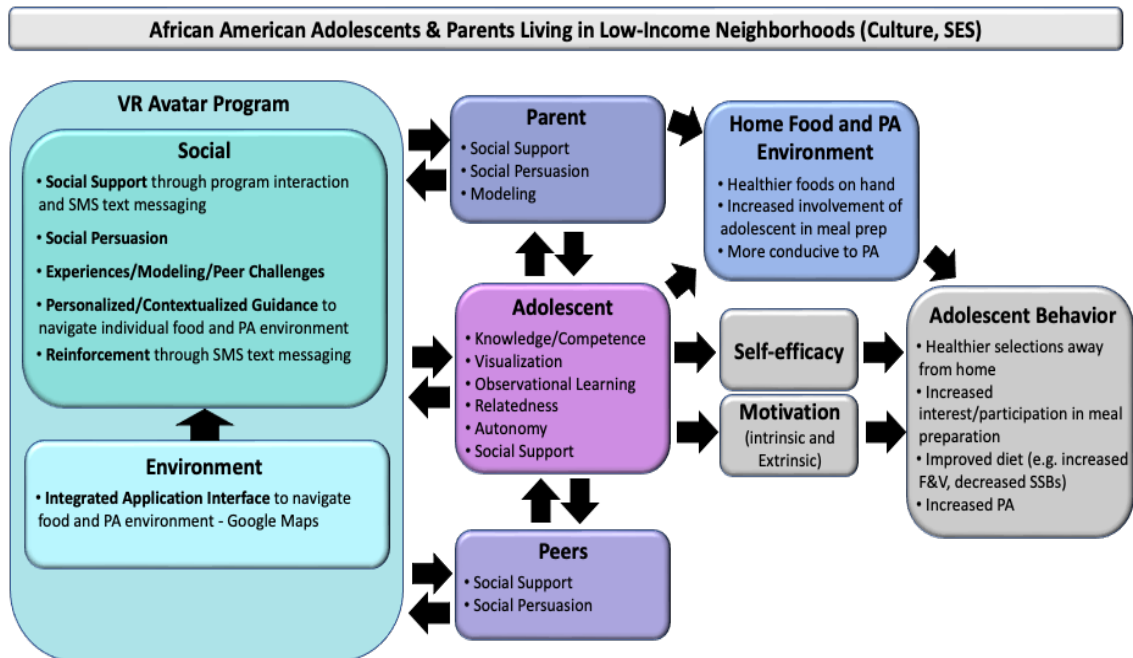 African American Adolescents & Parents Living in Low-Income Neighborhoods (Culture, SES)
VR Avatar Program
Social
• Social Support through program interaction
and SMS text messaging
• Social Persuasion
• Experiences/Modeling/Peer Challenges
• Personalized/Contextualized Guidance to
navigate individual food and PA environment
• Reinforcement through SMS text messaging
Environment
• Integrated Application Interface to navigate
food and PA environment - Google Maps
Parent
• Social Support
• Social Persuasion
• Modeling
Adolescent
• Knowledge/Competence
• Visualization
• Observational Learning
• Relatedness
• Autonomy
• Social Support
Peers
• Social Support
• Social Persuasion
Home Food and PA
Environment
• Healthier foods on hand
• Increased involvement of
adolescent in meal prep
• More conducive to PA
Self-efficacy
Motivation
(intrinsic and
Extrinsic)
Adolescent Behavior
• Healthier selections away
from home
• Increased
interest/participation in meal
preparation
• Improved diet (e.g. increased
F&V, decreased SSBs)
• Increased PA